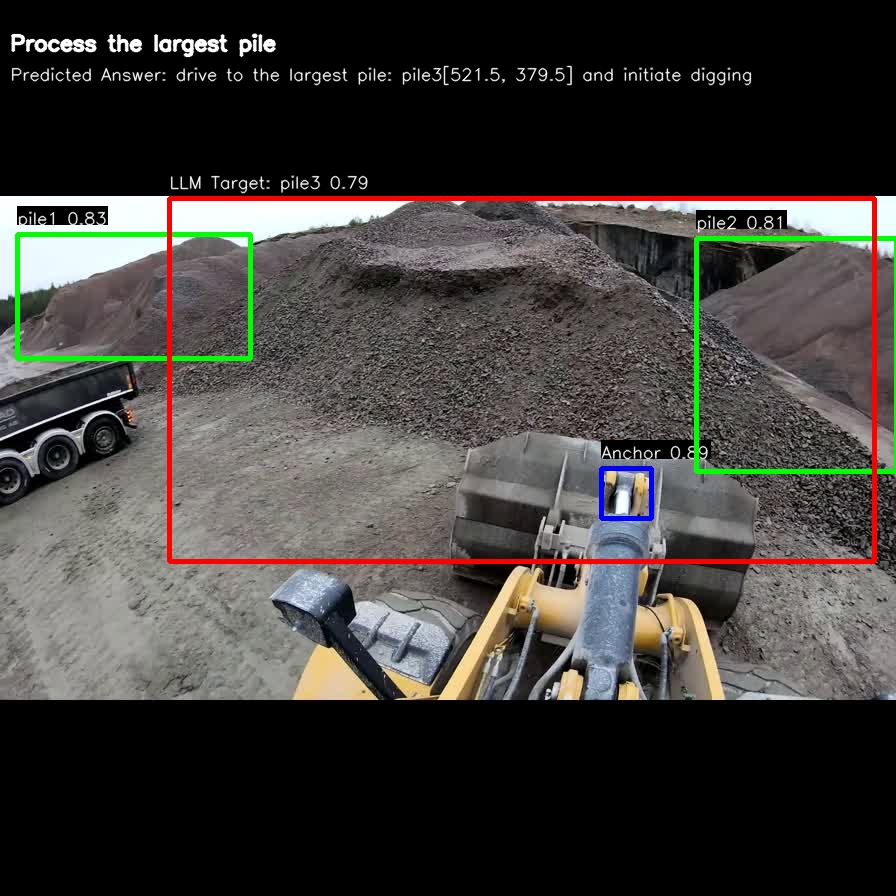 Process the largest pile
Predicted Answer: drive to the largest pile: pile3[521.5, 379.5] and initiate digging
LLM Target: pile3 0.79
pile1 0.83
pile2 0.81
Anchor 0.89